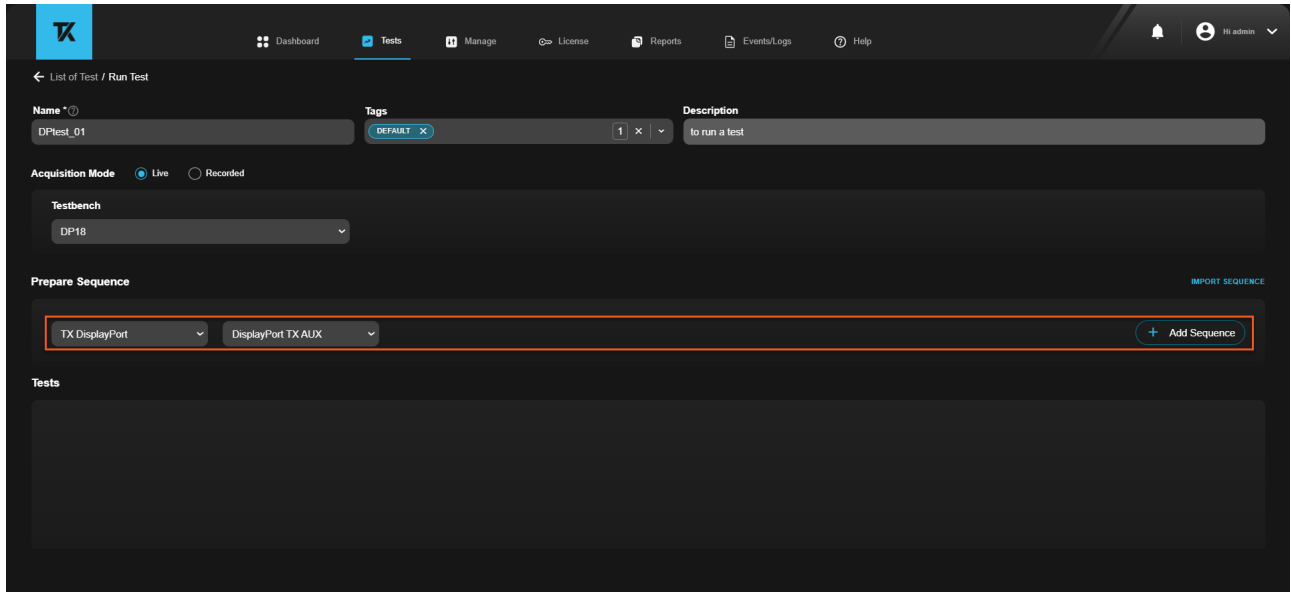 TX
Dashboard Tests Manage License Reports Events/Logs Help Hi admin
List of Test / Run Test
Name * Tags Description
DPtest_01 DEFAULT 1 to run a test
Acquisition Mode Live Recorded
Testbench
DP18
Prepare Sequence IMPORT SEQUENCE
TX DisplayPort DisplayPort TX AUX + Add Sequence
Tests